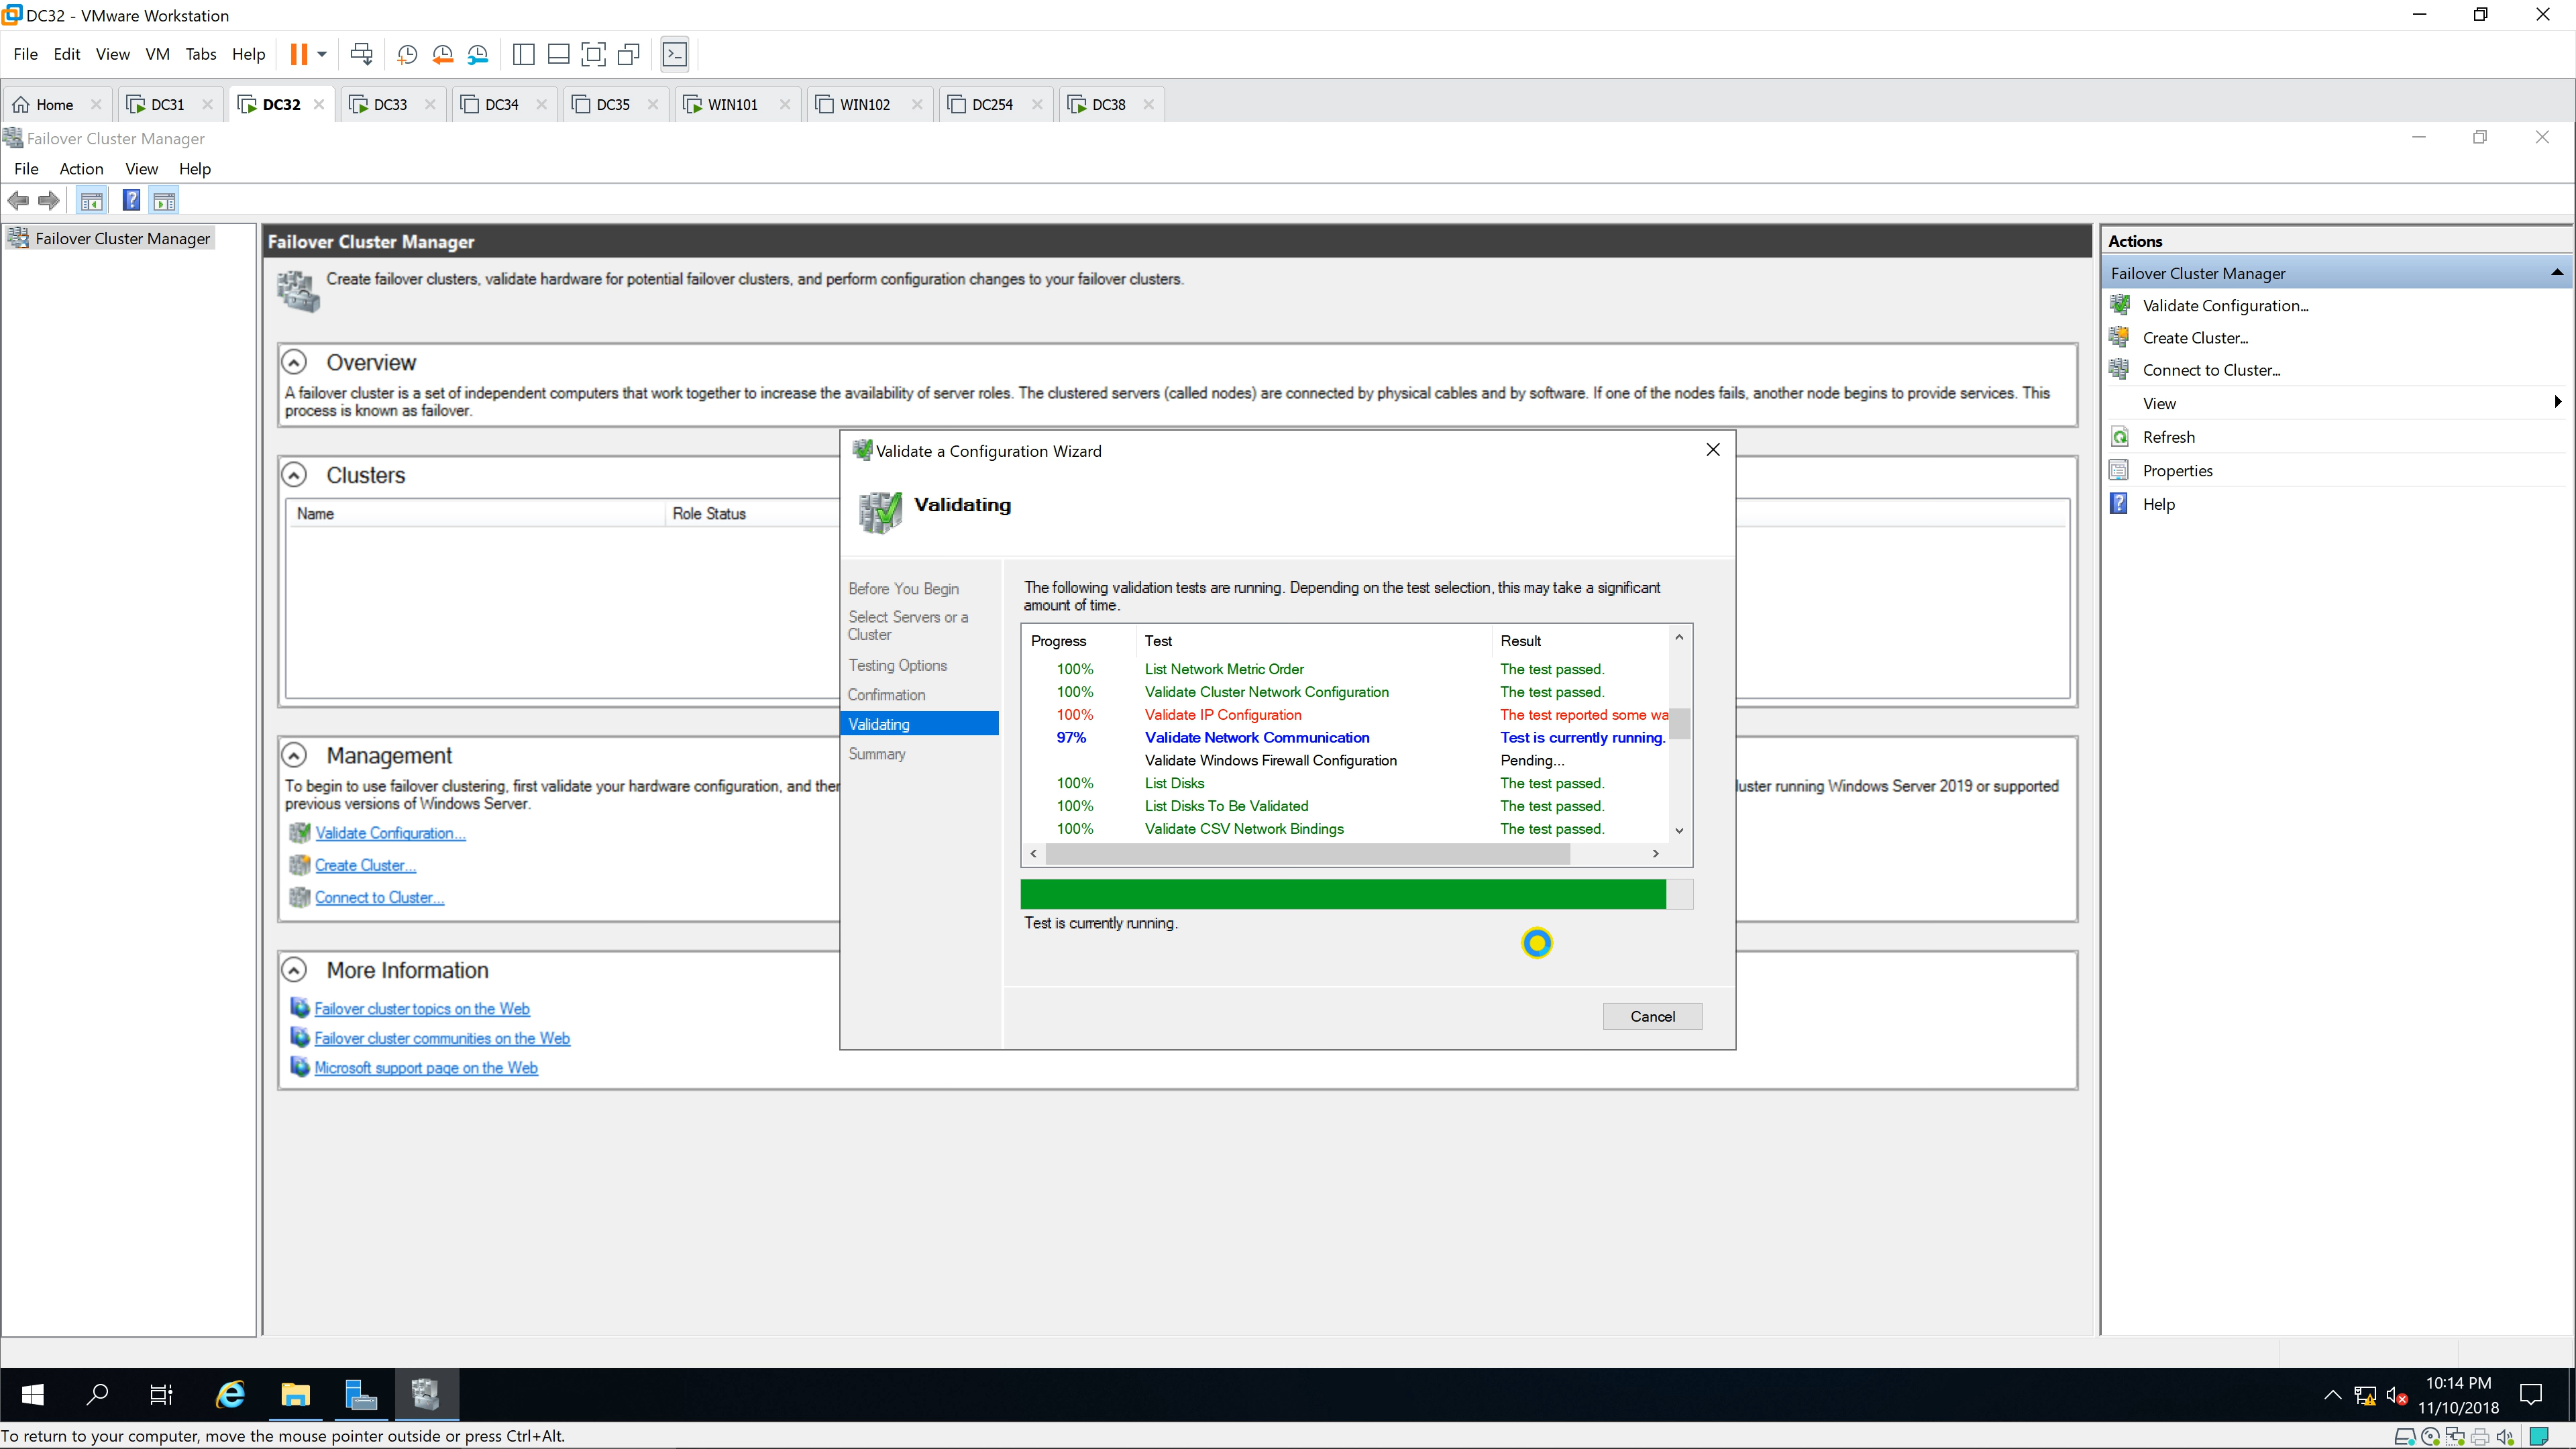 DC32 - VMware Workstation
File Edit View VM Tabs Help
Home DC31 DC32 DC33 DC34 DC35 WIN101 WIN102 DC254 DC38
Failover Cluster Manager
File Action View Help
Failover Cluster Manager
Failover Cluster Manager
Create failover clusters, validate hardware for potential failover clusters, and perform configuration changes to your failover clusters.
Overview
A failover cluster is a set of independent computers that work together to increase the availability of server roles. The clustered servers (called nodes) are connected by physical cables and by software. If one of the nodes fails, another node begins to provide services. This
process is known as failover.
Clusters
Name Role Status
Management
To begin to use failover clustering, first validate your hardware configuration, and ther
luster running Windows Server 2019 or supported
previous versions of Windows Server.
Validate Configuration...
Create Cluster...
Connect to Cluster...
More Information
Failover cluster topics on the Web
Failover cluster communities on the Web
Microsoft support page on the Web
Validate a Configuration Wizard
Validating
Before You Begin
Select Servers or a
Cluster
Testing Options
Confirmation
Validating
Summary
The following validation tests are running. Depending on the test selection, this may take a significant
amount of time.
Progress Test Result
100% List Network Metric Order The test passed.
100% Validate Cluster Network Configuration The test passed.
100% Validate IP Configuration The test reported some wa
97% Validate Network Communication Test is currently running.
Validate Windows Firewall Configuration Pending...
100% List Disks The test passed.
100% List Disks To Be Validated The test passed.
100% Validate CSV Network Bindings The test passed.
Test is currently running.
Cancel
Actions
Failover Cluster Manager
Validate Configuration...
Create Cluster...
Connect to Cluster...
View
Refresh
Properties
Help
10:14 PM
11/10/2018
To return to your computer, move the mouse pointer outside or press Ctrl+Alt.